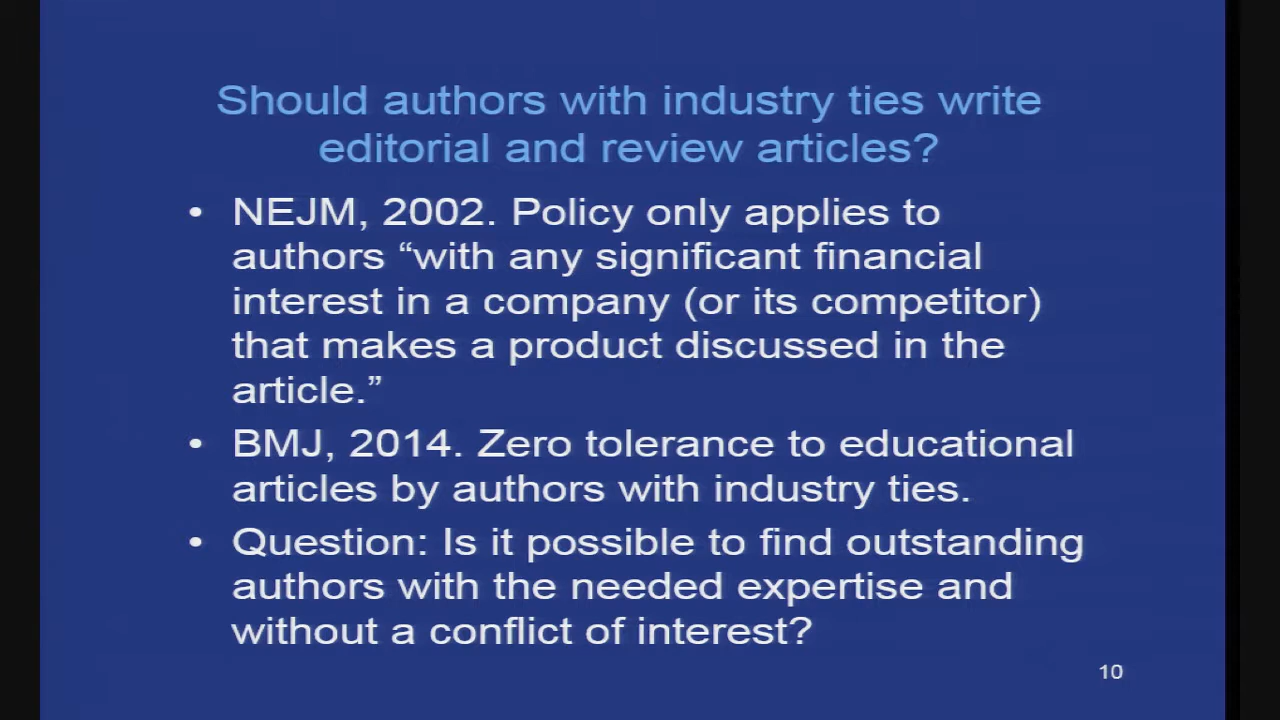 Should authors with industry ties write
editorial and review articles?
• NEJM, 2002. Policy only applies to
authors “with any significant financial
interest in a company (or its competitor)
that makes a product discussed in the
article.”
• BMJ, 2014. Zero tolerance to educational
articles by authors with industry ties.
• Question: Is it possible to find outstanding
authors with the needed expertise and
without a conflict of interest?
10